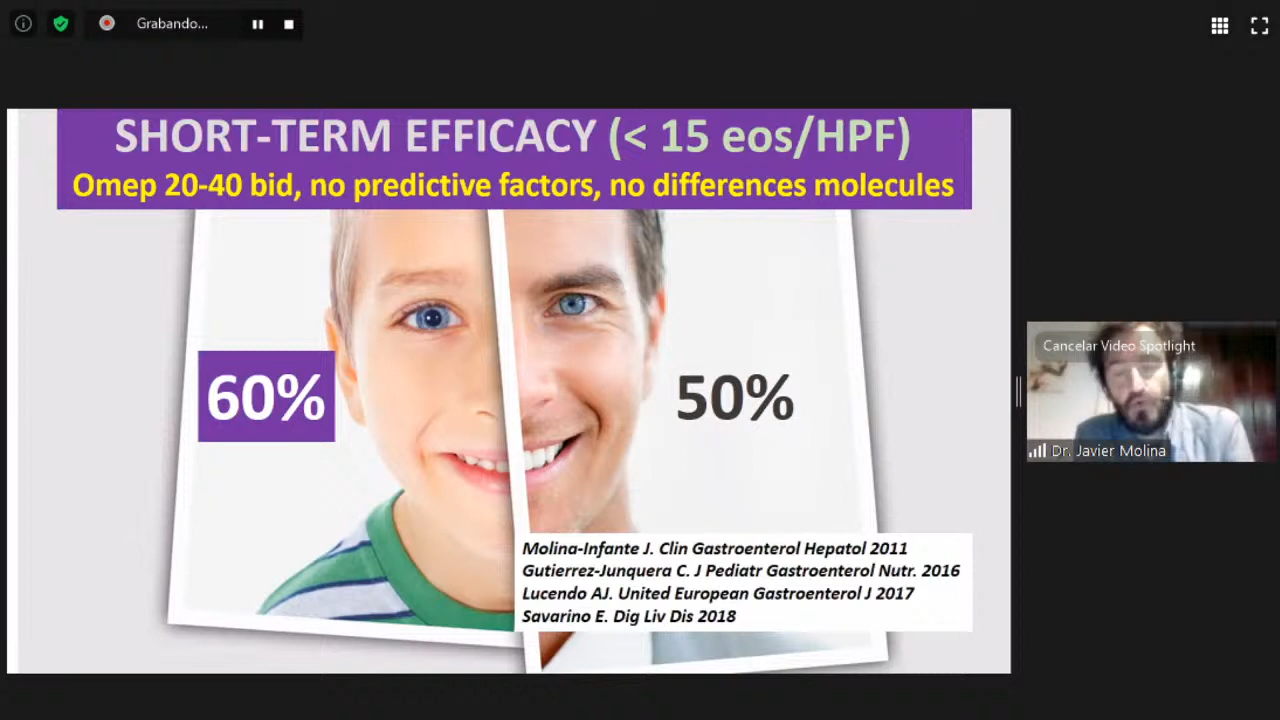 Grabando...
SHORT-TERM EFFICACY (< 15 eos/HPF)
Omep 20-40 bid, no predictive factors, no differences molecules
60%
50%
Molina-Infante J. Clin Gastroenterol Hepatol 2011
Gutierrez-Junquera C. J Pediatr Gastroenterol Nutr. 2016
Lucendo AJ. United European Gastroenterol J 2017
Savarino E. Dig Liv Dis 2018
Cancelar Video Spotlight
Dr. Javier Molina